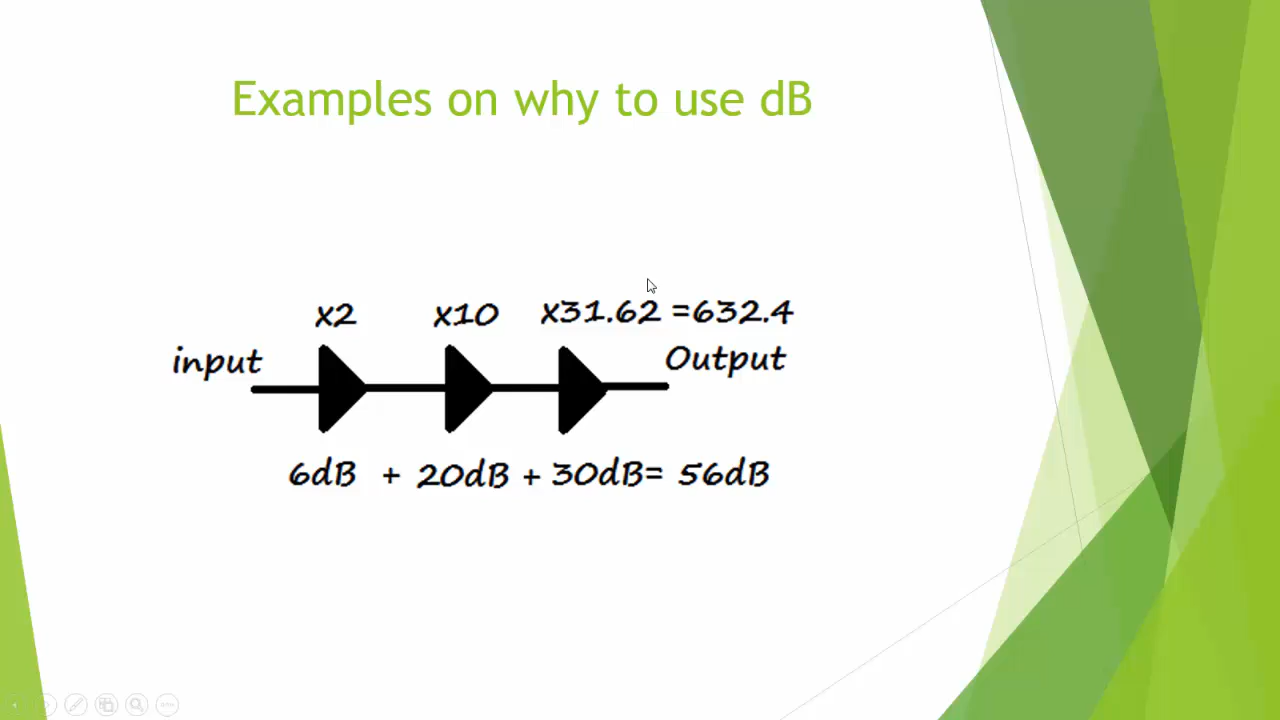 Examples on why to use dB
x2 x10 x31.62 =632.4
input Output
6dB + 20dB + 30dB= 56dB